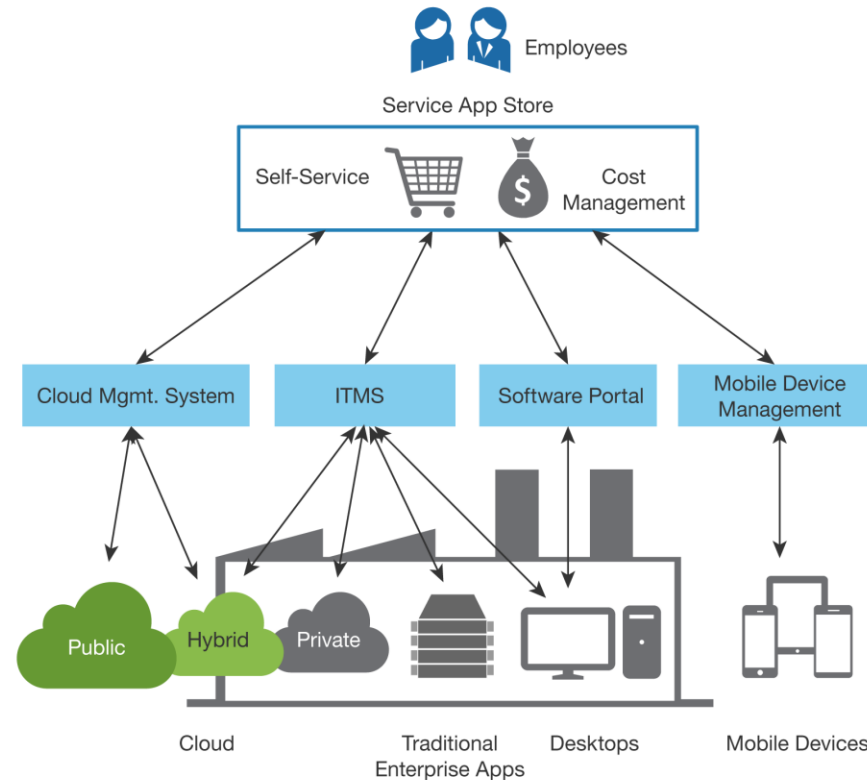 Employees
Service App Store
Self-Service
$
Cost
Management
Cloud Mgmt. System
ITMS
Software Portal
Mobile Device
Management
Public
Hybrid
Private
Cloud
Traditional
Enterprise Apps
Desktops
Mobile Devices